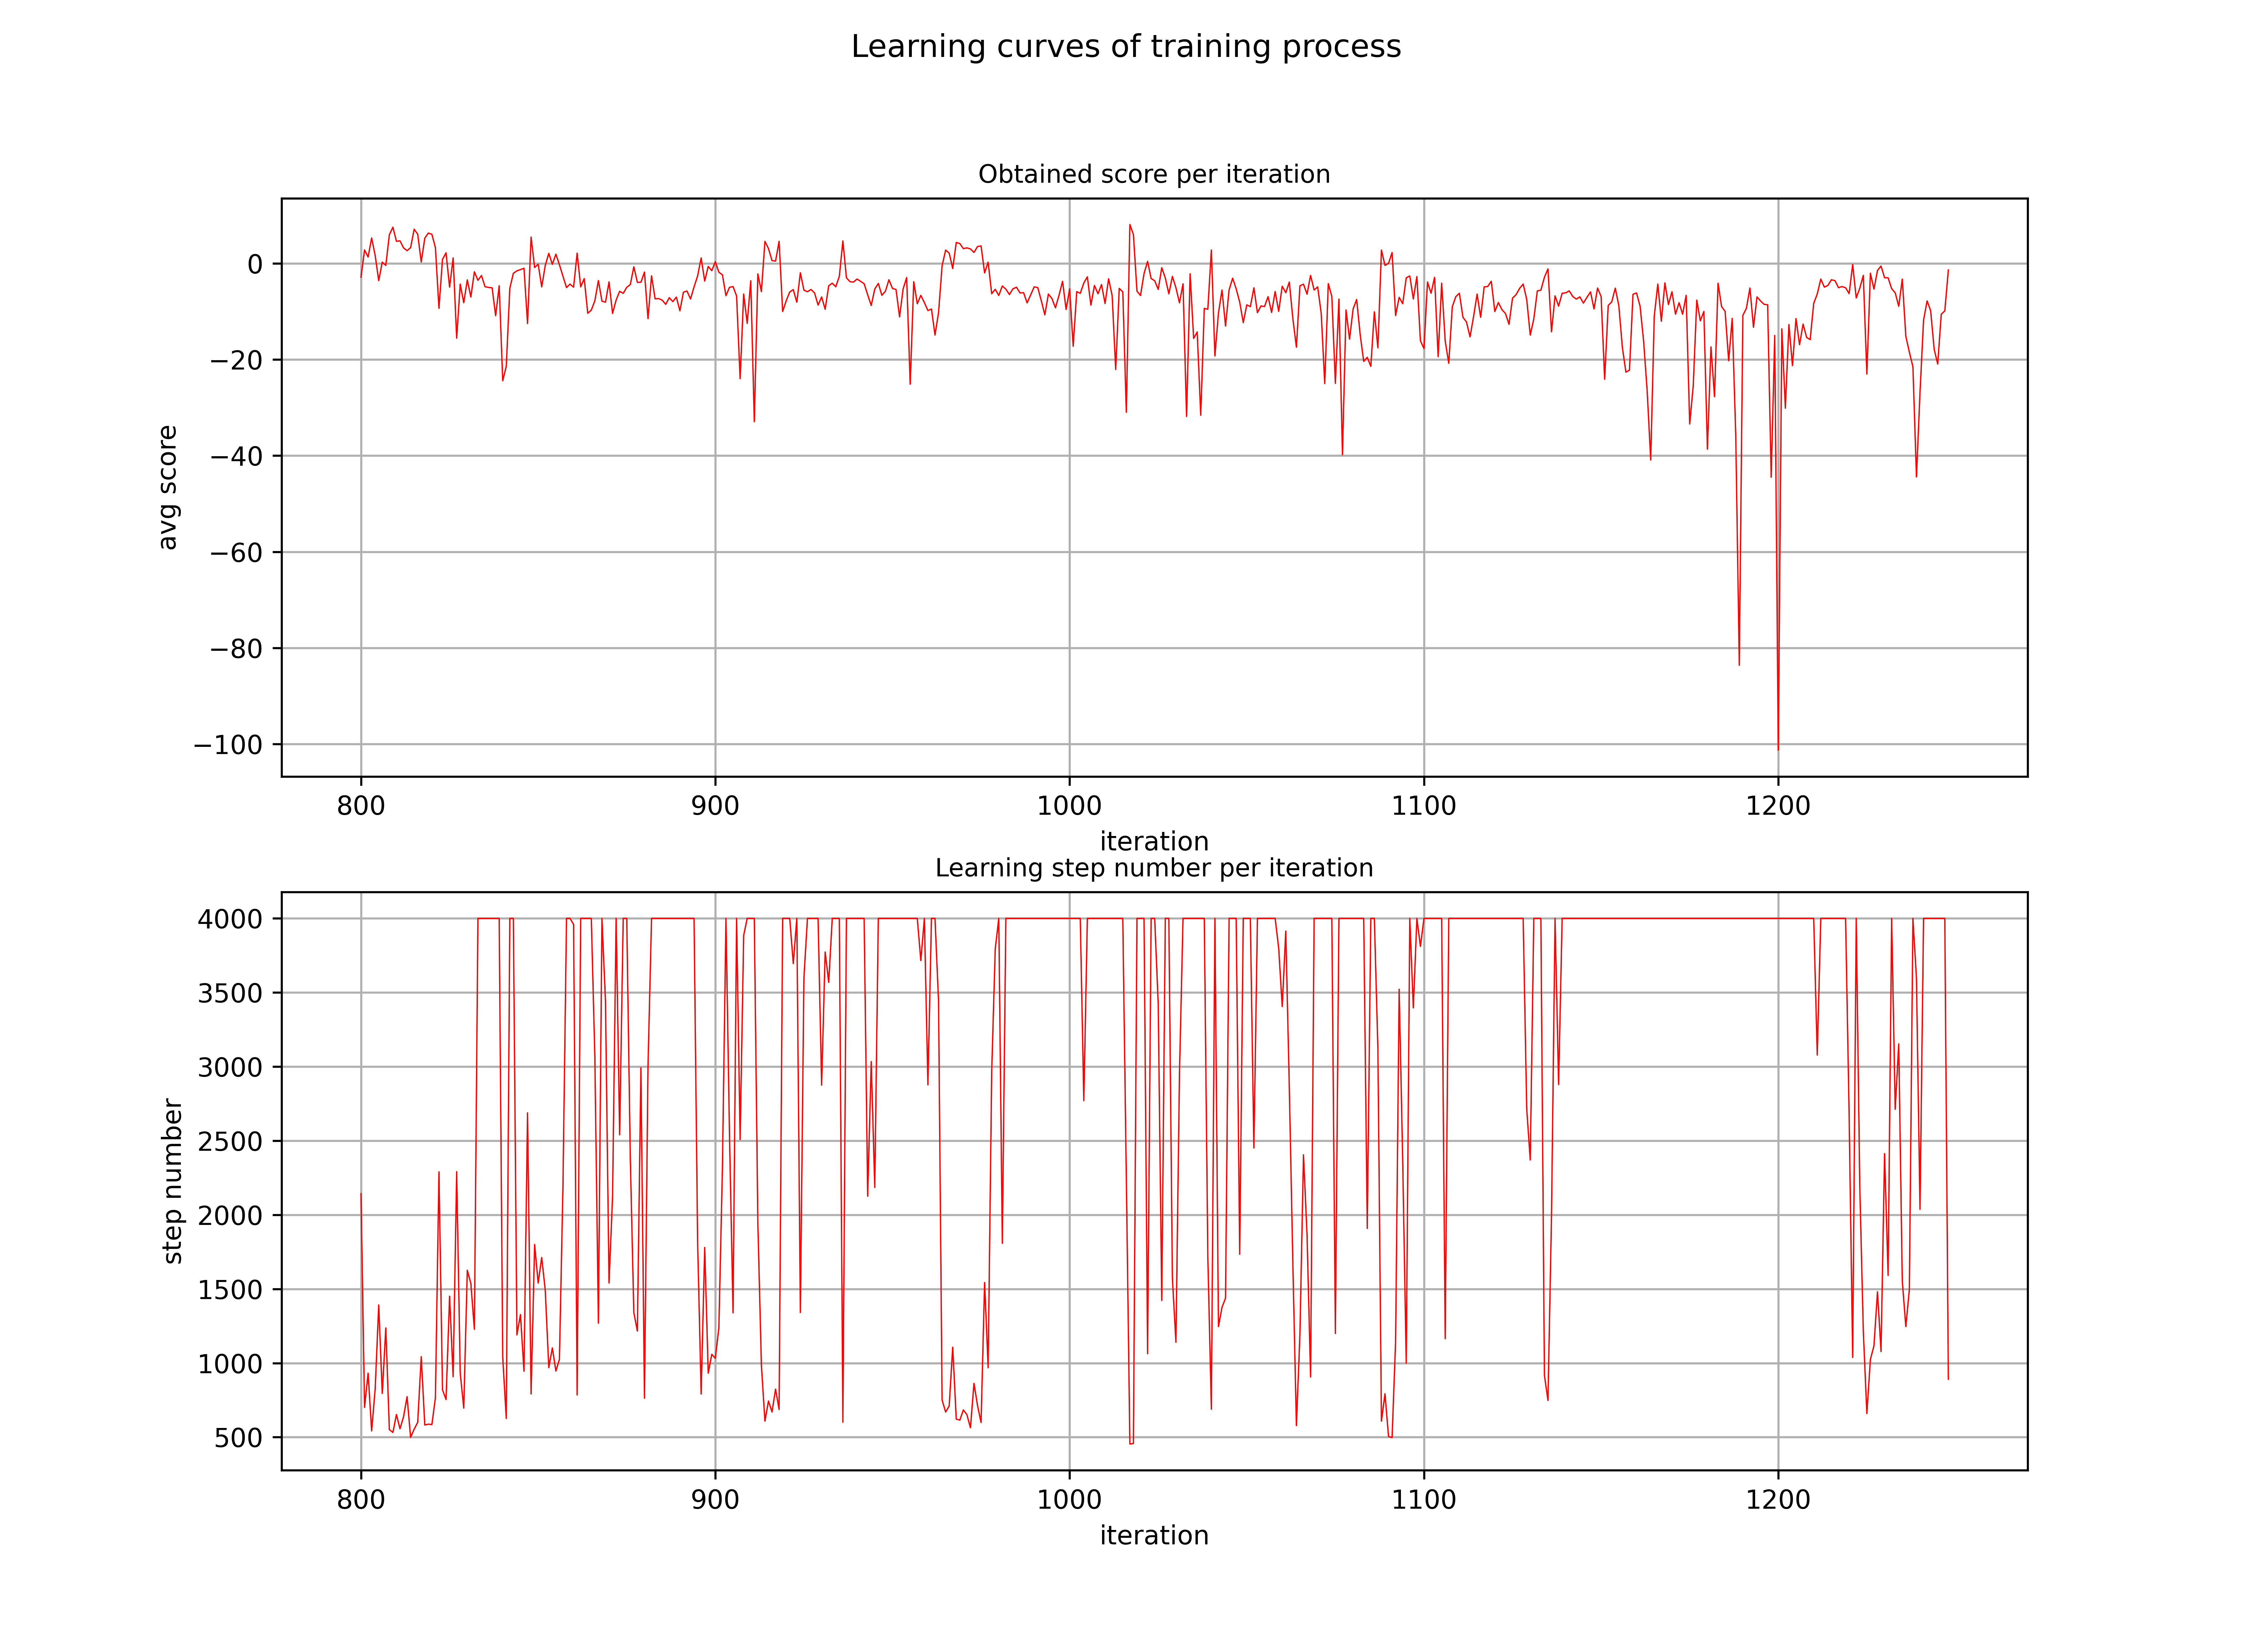 Learning curves of training process
Obtained score per iteration
avg score
0
−20
−40
−60
−80
−100
800 900 1000 1100 1200
iteration
Learning step number per iteration
step number
4000
3500
3000
2500
2000
1500
1000
500
800 900 1000 1100 1200
iteration